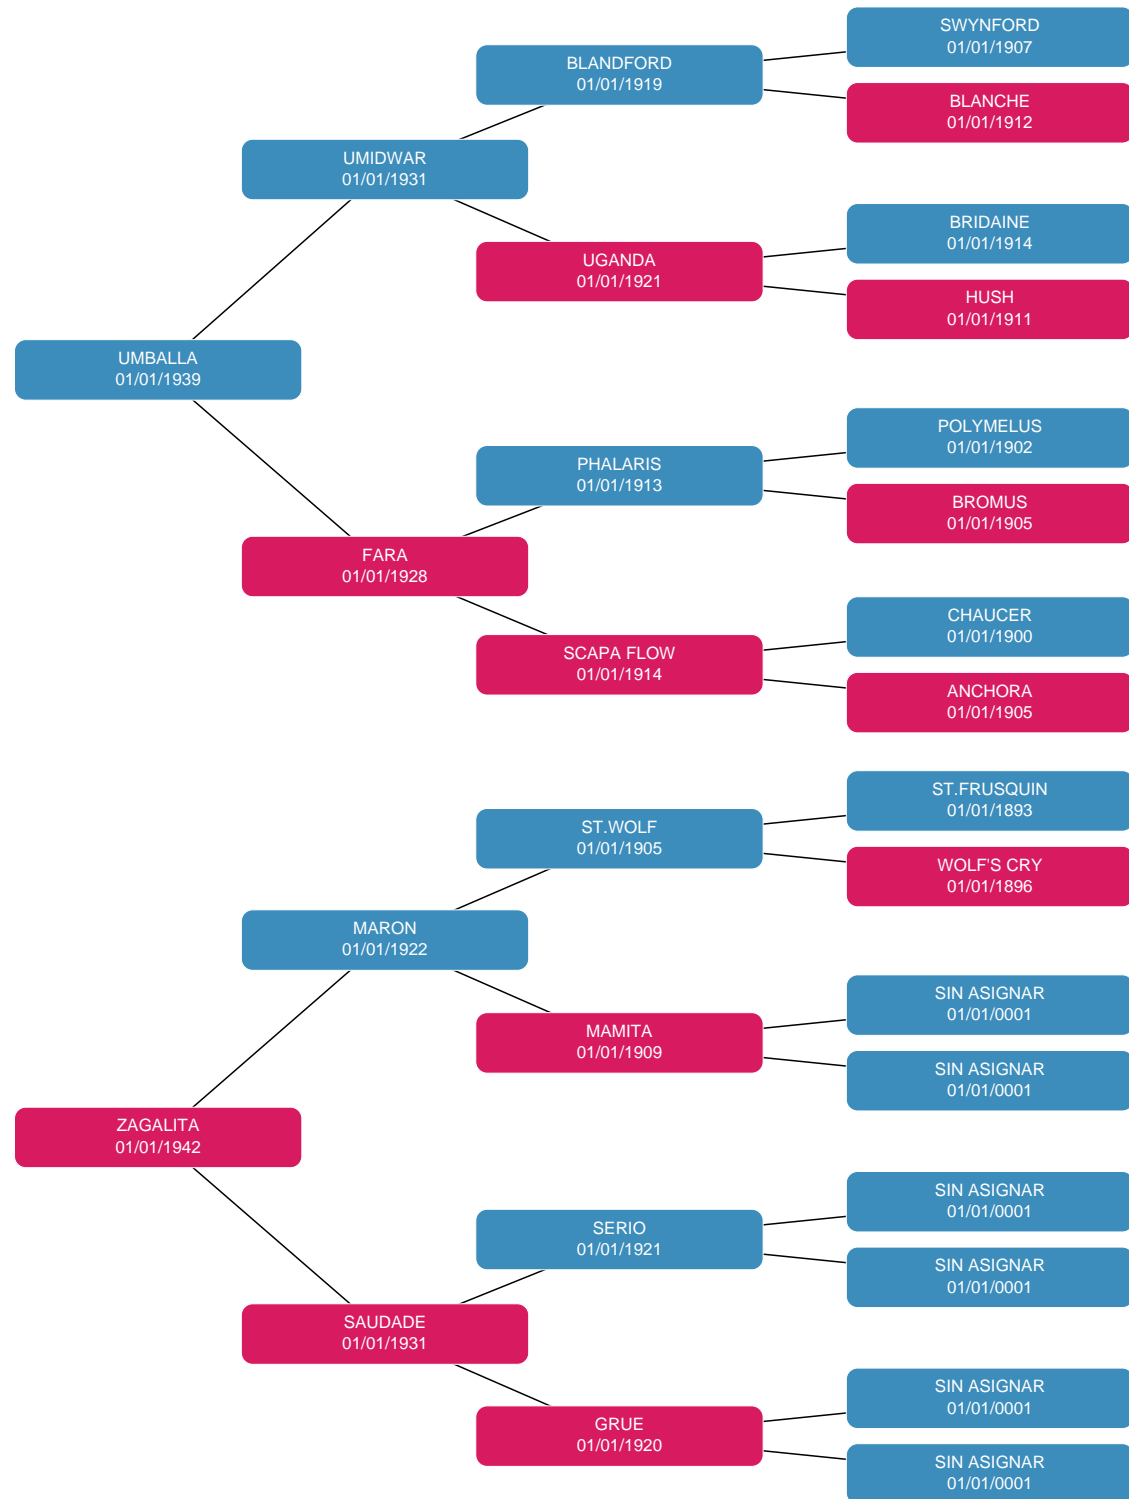 SWYNFORD
01/01/1907
BLANDFORD
01/01/1919
BLANCHE
01/01/1912
UMIDWAR
01/01/1931
BRIDAINE
01/01/1914
UGANDA
01/01/1921
HUSH
01/01/1911
UMBALLA
01/01/1939
POLYMELUS
01/01/1902
PHALARIS
01/01/1913
BROMUS
01/01/1905
FARA
01/01/1928
CHAUCER
01/01/1900
SCAPA FLOW
01/01/1914
ANCHORA
01/01/1905
ST.FRUSQUIN
01/01/1893
ST.WOLF
01/01/1905
WOLF'S CRY
01/01/1896
MARON
01/01/1922
SIN ASIGNAR
01/01/0001
MAMITA
01/01/1909
SIN ASIGNAR
01/01/0001
ZAGALITA
01/01/1942
SIN ASIGNAR
01/01/0001
SERIO
01/01/1921
SIN ASIGNAR
01/01/0001
SAUDADE
01/01/1931
SIN ASIGNAR
01/01/0001
GRUE
01/01/1920
SIN ASIGNAR
01/01/0001